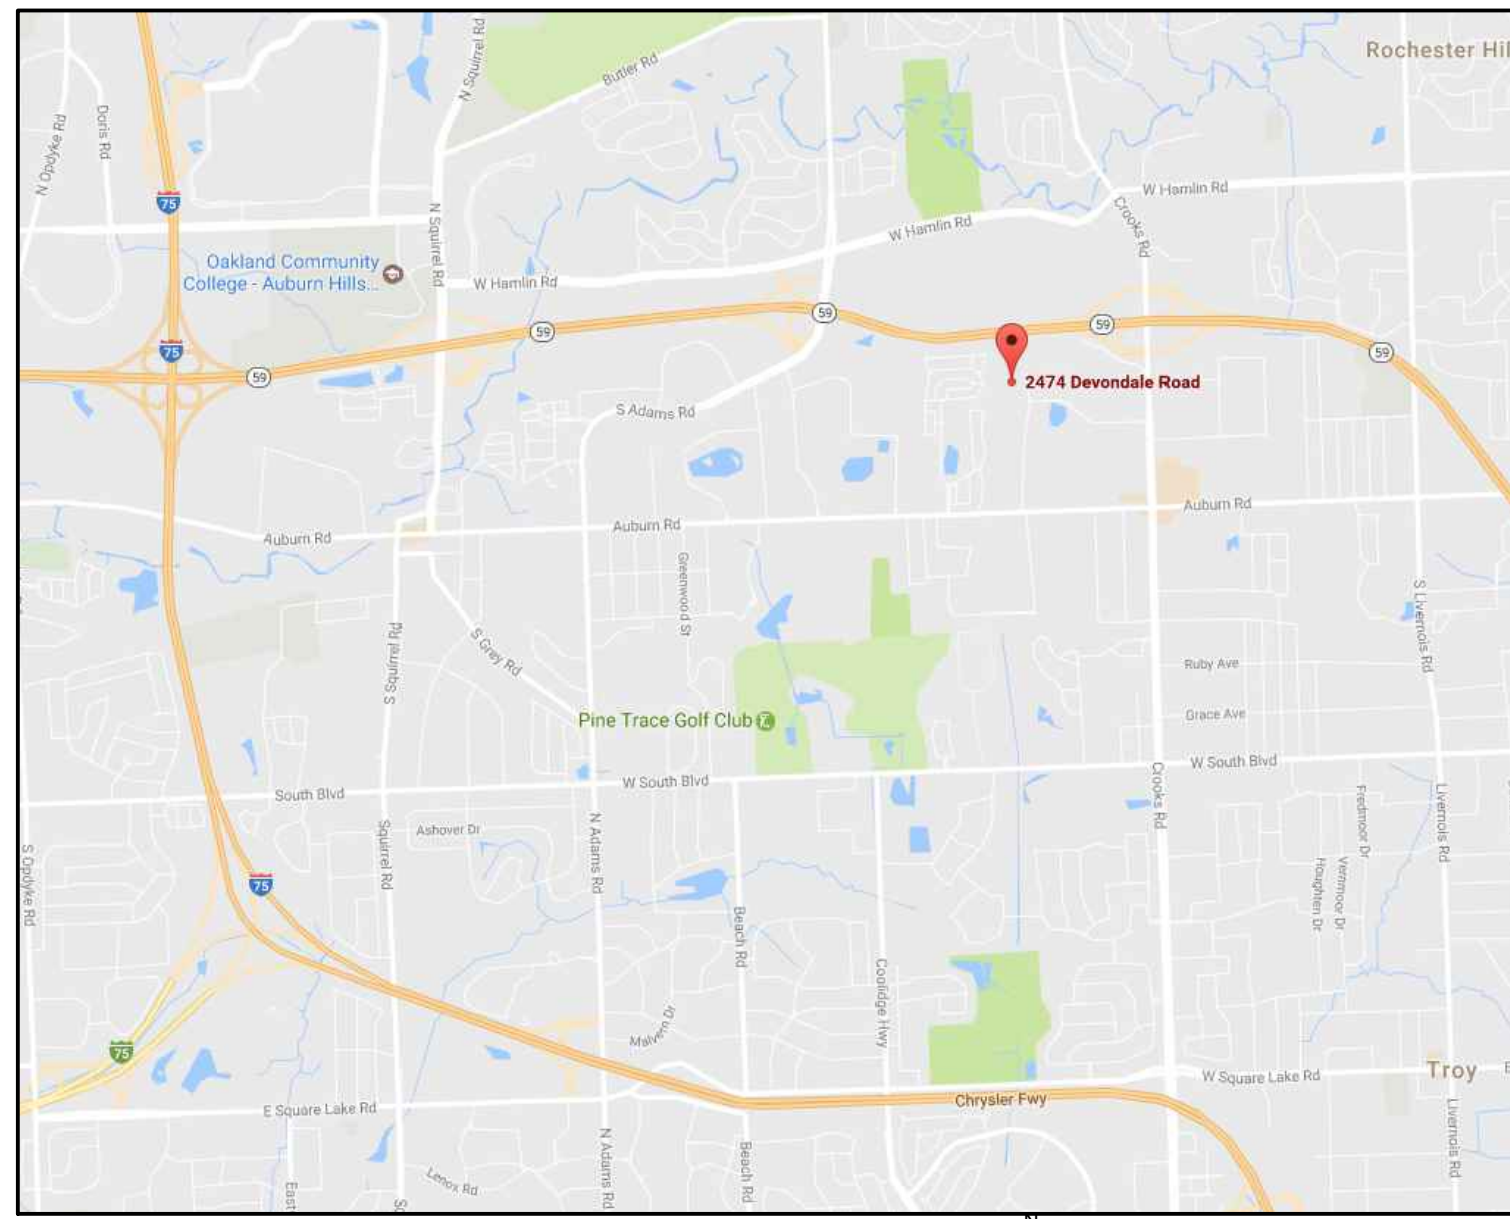 Rochester Hil
N Squirrel Rd
Butler Rd
Doris Rd
N Opdyke Rd
75
W Hamlin Rd
N Squirrel Rd
Crooks Rd
W Hamlin Rd
Oakland Community
College - Auburn Hills...
W Hamlin Rd
59
59
59
75
59
59
2474 Devondale Road
S Adams Rd
Auburn Rd
Auburn Rd
Auburn Rd
Greenwood St
S Livernois Rd
S Squirrel Rd
S Grey Rd
Ruby Ave
Grace Ave
Pine Trace Golf Club
W South Blvd
W South Blvd
South Blvd
Crooks Rd
Fredmoor Dr
Livernois Rd
Ashover Dr
Squirrel Rd
N Adams Rd
S Opdyke Rd
75
Houghten Dr
Vernmoor Dr
Beach Rd
Coolidge Hwy
Malvern Dr
75
W Square Lake Rd
Troy
E
Chrysler Fwy
E Square Lake Rd
N Adams Rd
Beach Rd
Livernois Rd
Lenox Rd
East
Sq
N